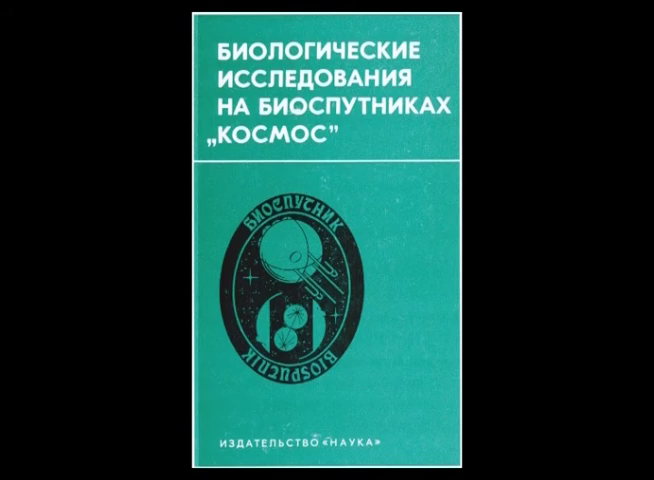 БИОЛОГИЧЕСКИЕ
ИССЛЕДОВАНИЯ
НА БИОСПУТНИКАХ
„КОСМОС”
БИОСПУТНИК
BIOSPUTNIK
ИЗДАТЕЛЬСТВО «НАУКА»